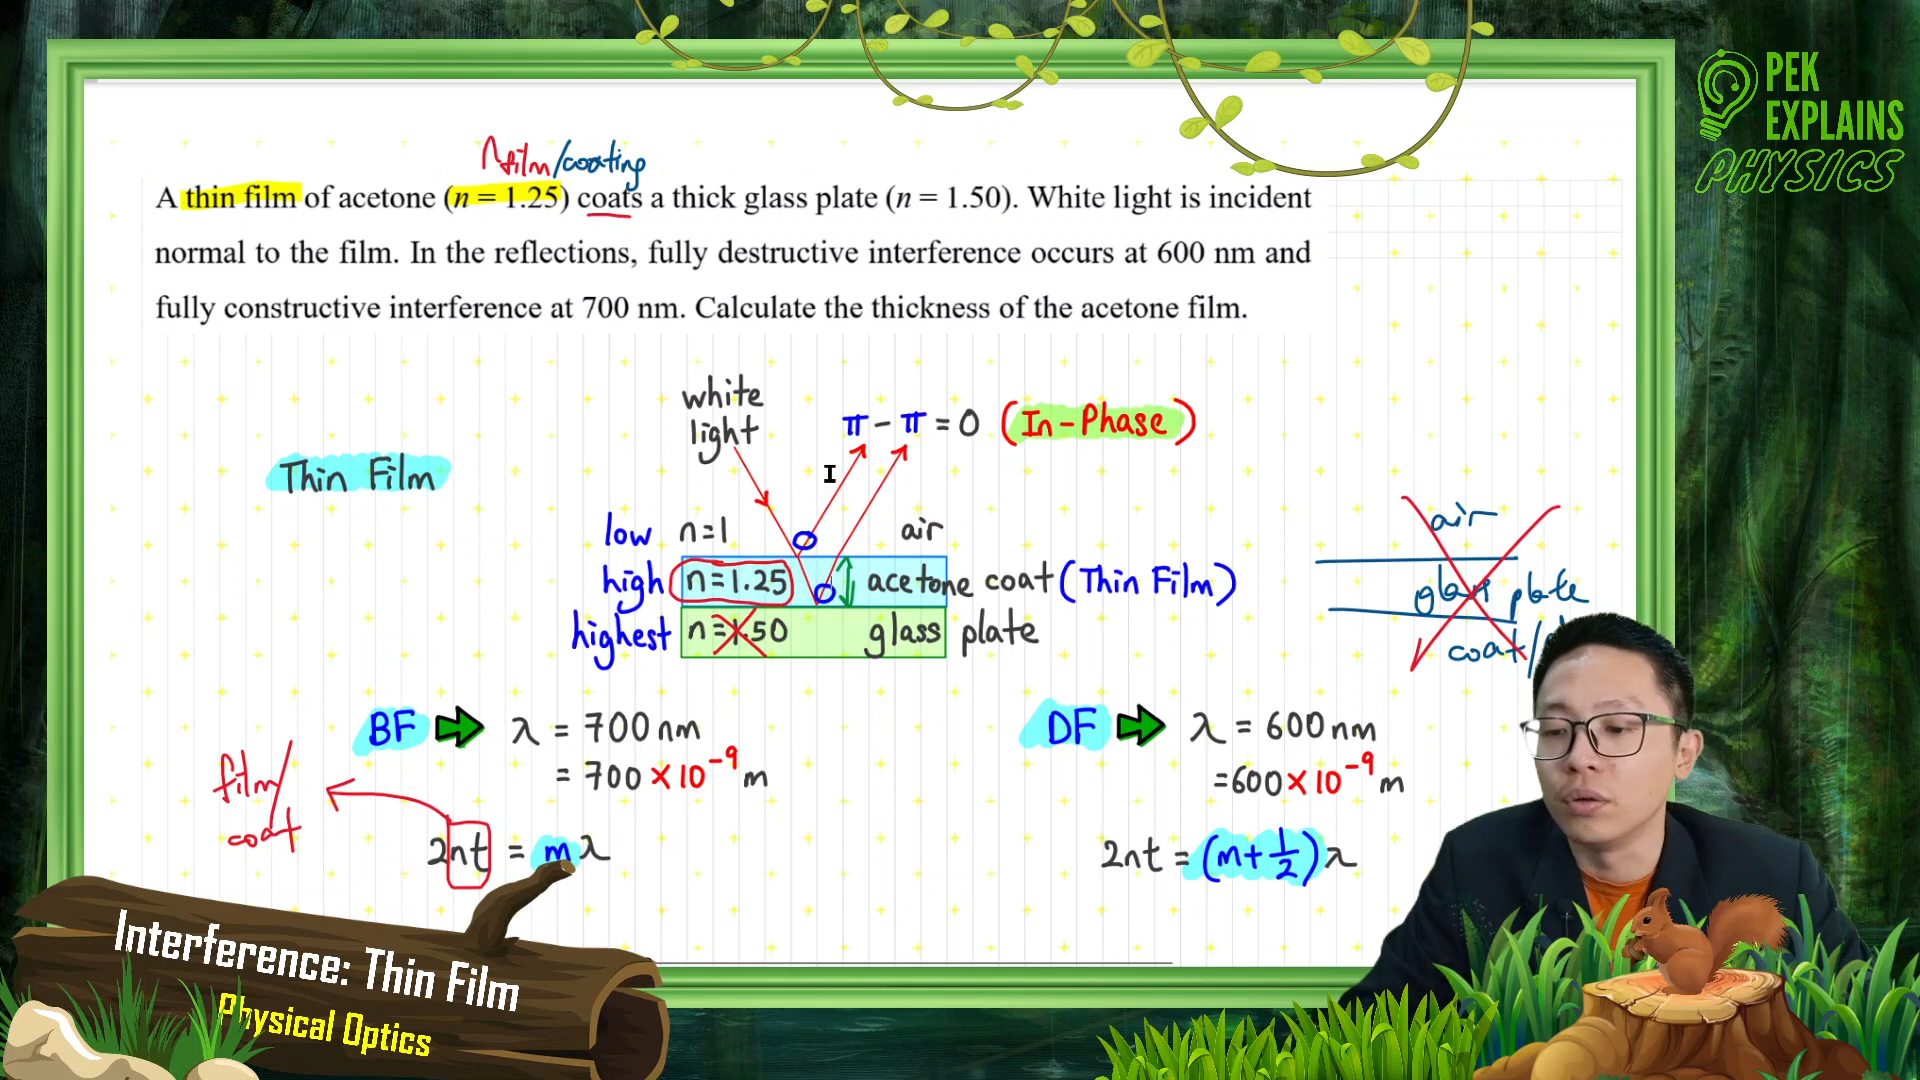 PEK
EXPLAINS
PHYSICS
n film/coating
A thin film of acetone (n = 1.25) coats a thick glass plate (n = 1.50). White light is incident
normal to the film. In the reflections, fully destructive interference occurs at 600 nm and
fully constructive interference at 700 nm. Calculate the thickness of the acetone film.
white
light
π - π = 0 (In-Phase)
Thin Film
low n=1 air
high n=1.25 acetone coat (Thin Film)
highest n=1.50 glass plate
air
glass plate
coat/
BF λ = 700 nm
= 700 × 10⁻⁹ m
film/
coat
2nt = mλ
DF λ = 600 nm
= 600 × 10⁻⁹ m
2nt = (m + 1/2) λ
Interference: Thin Film
Physical Optics